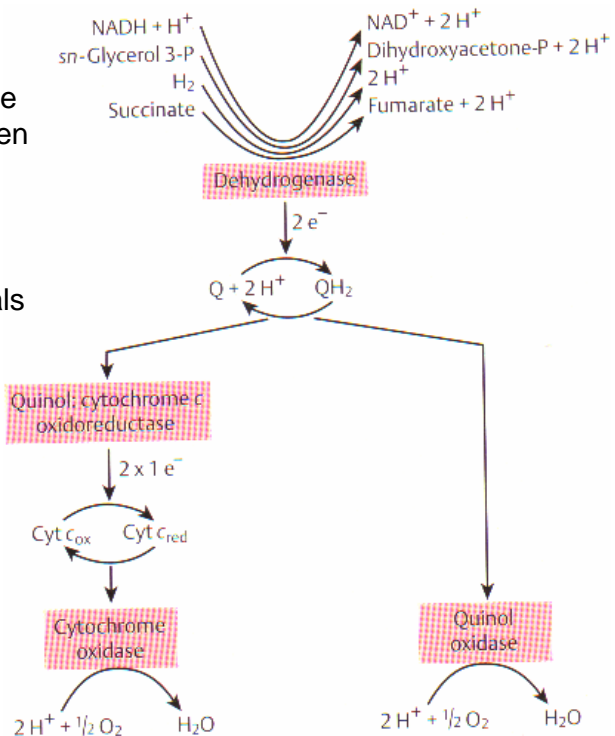 NADH + H⁺
NAD⁺ + 2 H⁺
sn-Glycerol 3-P
Dihydroxyacetone-P + 2 H⁺
H₂
2 H⁺
Succinate
Fumarate + 2 H⁺
e
en
Dehydrogenase
2 e⁻
Q + 2 H⁺
QH₂
als
Quinol: cytochrome c
oxidoreductase
2 x 1 e⁻
Cyt c_ox
Cyt c_red
Cytochrome
oxidase
Quinol
oxidase
2 H⁺ + ½ O₂
H₂O
2 H⁺ + ½ O₂
H₂O